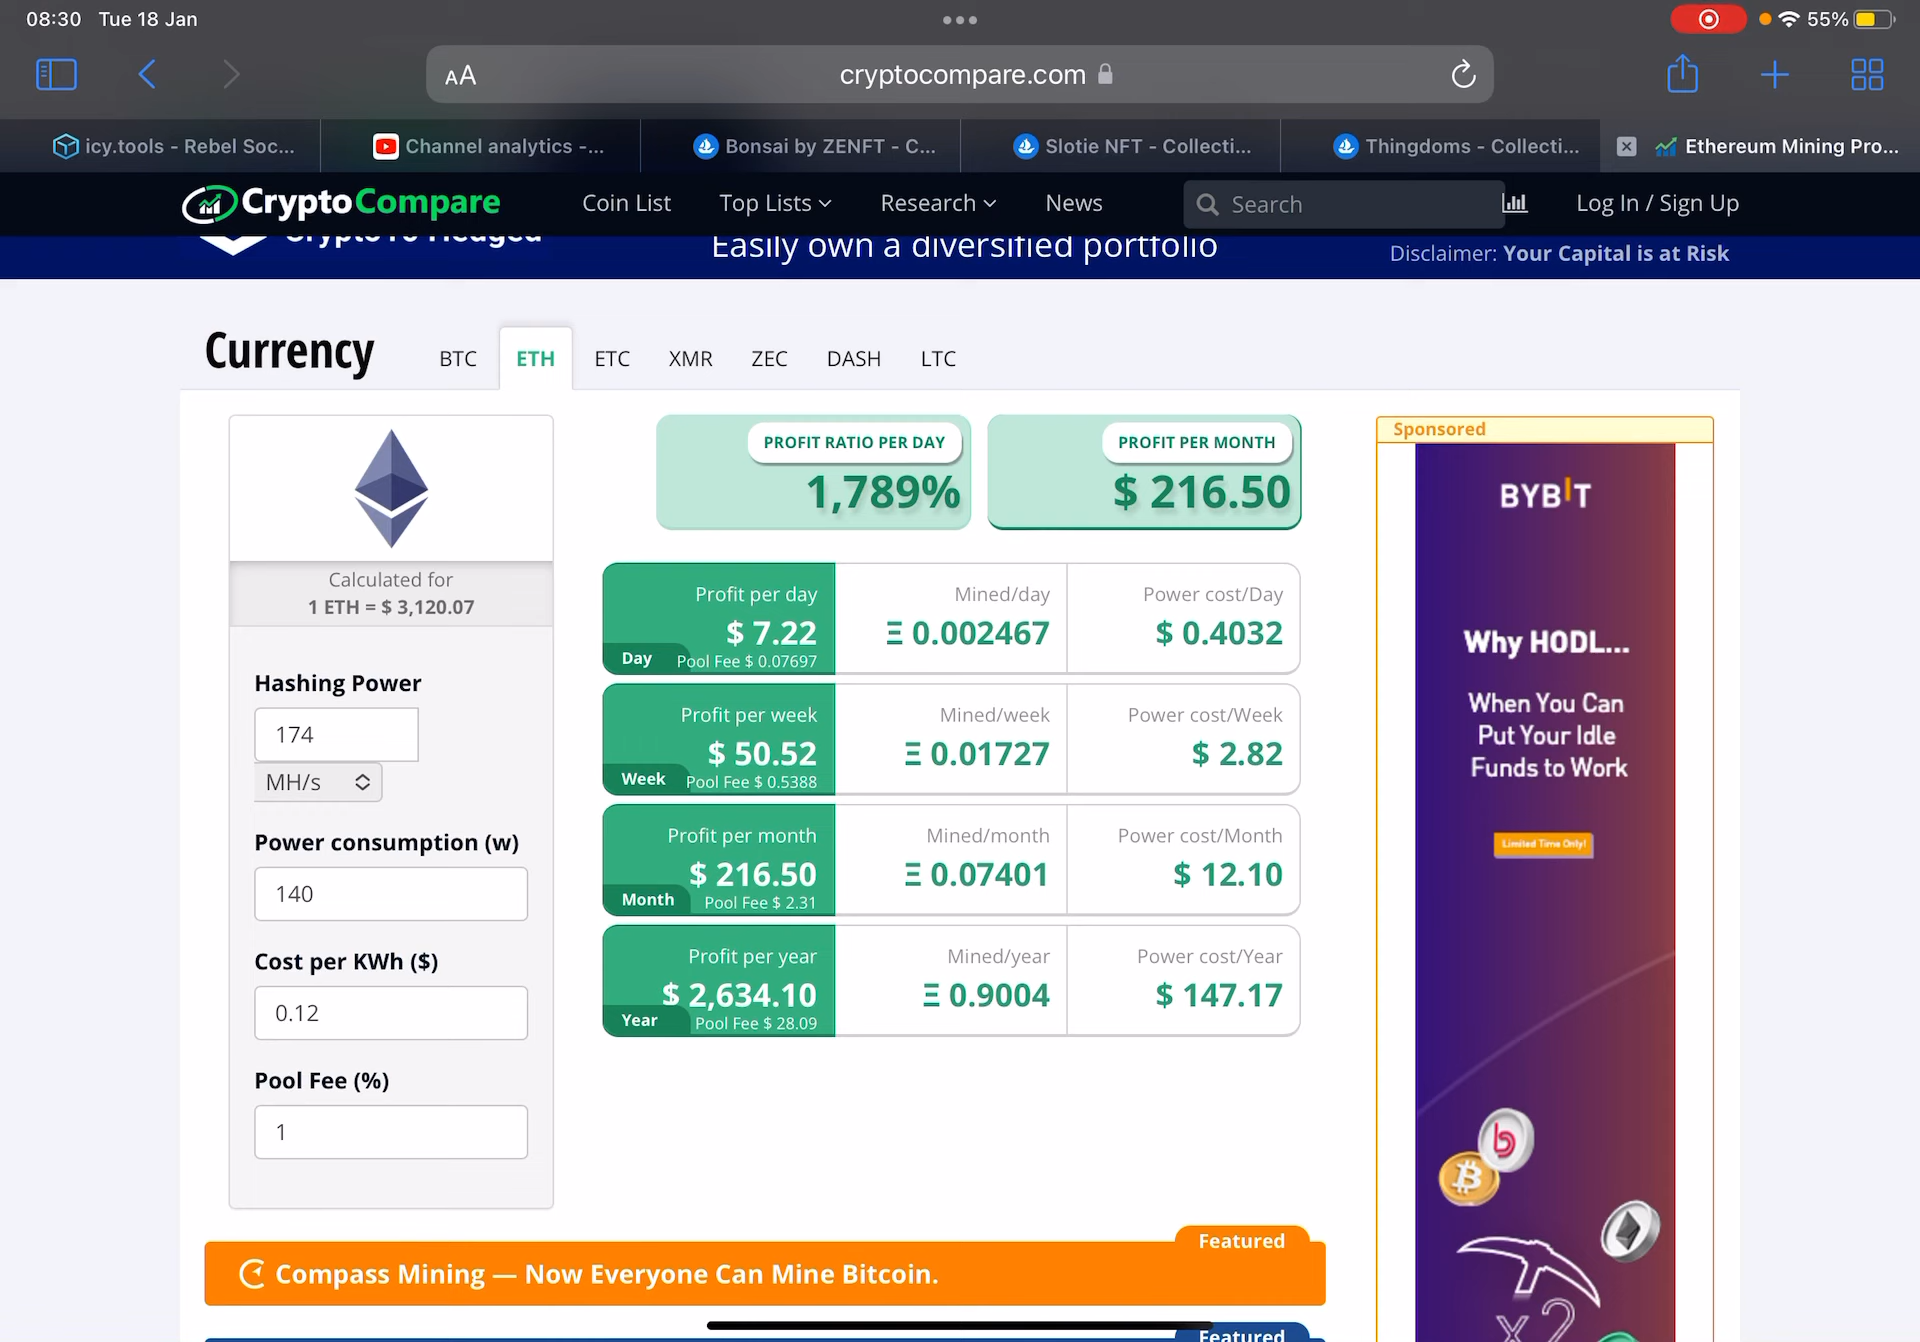 08:30 Tue 18 Jan
55%
AA
cryptocompare.com
icy.tools - Rebel Soc...
Channel analytics -...
Bonsai by ZENFT - C...
Slotie NFT - Collecti...
Thingdoms - Collecti...
Ethereum Mining Pro...
CryptoCompare
Coin List
Top Lists
Research
News
Search
Log In / Sign Up
Easily own a diversified portfolio
Disclaimer: Your Capital is at Risk
Currency
BTC
ETH
ETC
XMR
ZEC
DASH
LTC
Calculated for
1 ETH = $ 3,120.07
Hashing Power
174
MH/s
Power consumption (w)
140
Cost per KWh ($)
0.12
Pool Fee (%)
1
PROFIT RATIO PER DAY
1,789%
PROFIT PER MONTH
$ 216.50
Profit per day
$ 7.22
Day
Pool Fee $ 0.07697
Mined/day
Ξ 0.002467
Power cost/Day
$ 0.4032
Profit per week
$ 50.52
Week
Pool Fee $ 0.5388
Mined/week
Ξ 0.01727
Power cost/Week
$ 2.82
Profit per month
$ 216.50
Month
Pool Fee $ 2.31
Mined/month
Ξ 0.07401
Power cost/Month
$ 12.10
Profit per year
$ 2,634.10
Year
Pool Fee $ 28.09
Mined/year
Ξ 0.9004
Power cost/Year
$ 147.17
Sponsored
BYBIT
Why HODL...
When You Can
Put Your Idle
Funds to Work
Limited Time Only!
x2
Featured
Compass Mining — Now Everyone Can Mine Bitcoin.
Featured